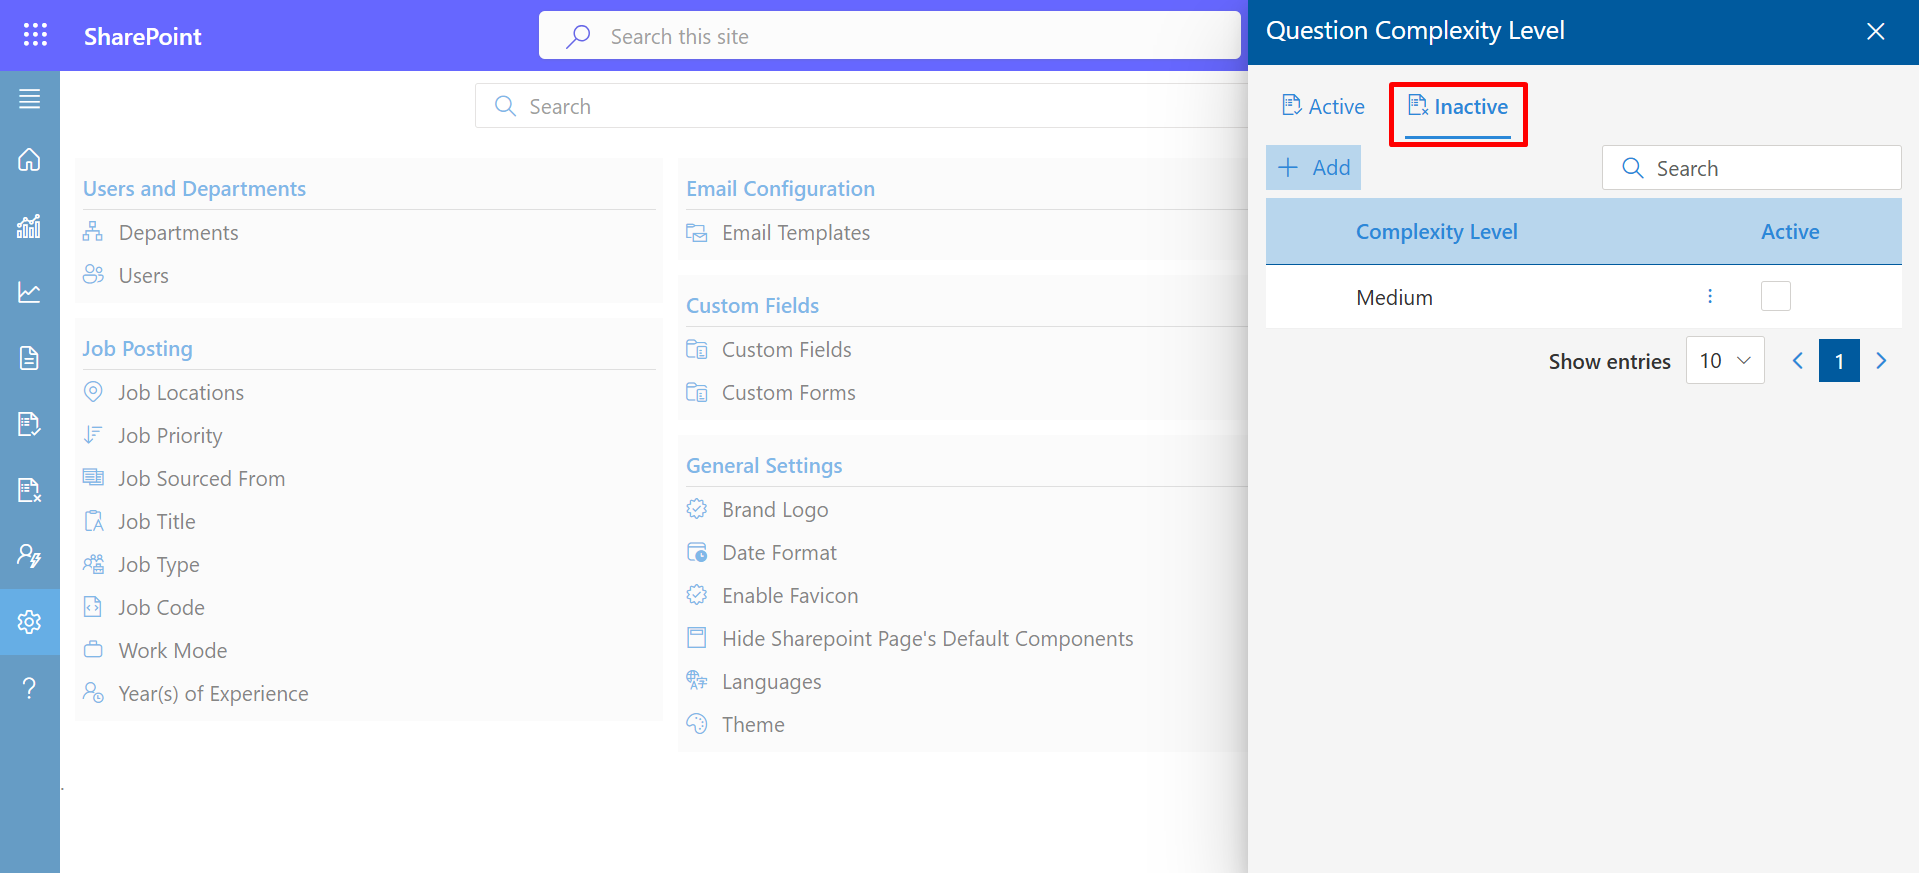 SharePoint
Search this site
Search
Users and Departments
Departments
Users
Job Posting
Job Locations
Job Priority
Job Sourced From
Job Title
Job Type
Job Code
Work Mode
Year(s) of Experience
Email Configuration
Email Templates
Custom Fields
Custom Fields
Custom Forms
General Settings
Brand Logo
Date Format
Enable Favicon
Hide Sharepoint Page's Default Components
Languages
Theme
Question Complexity Level
Active Inactive
Add Search
Complexity Level Active
Medium
Show entries 10 1